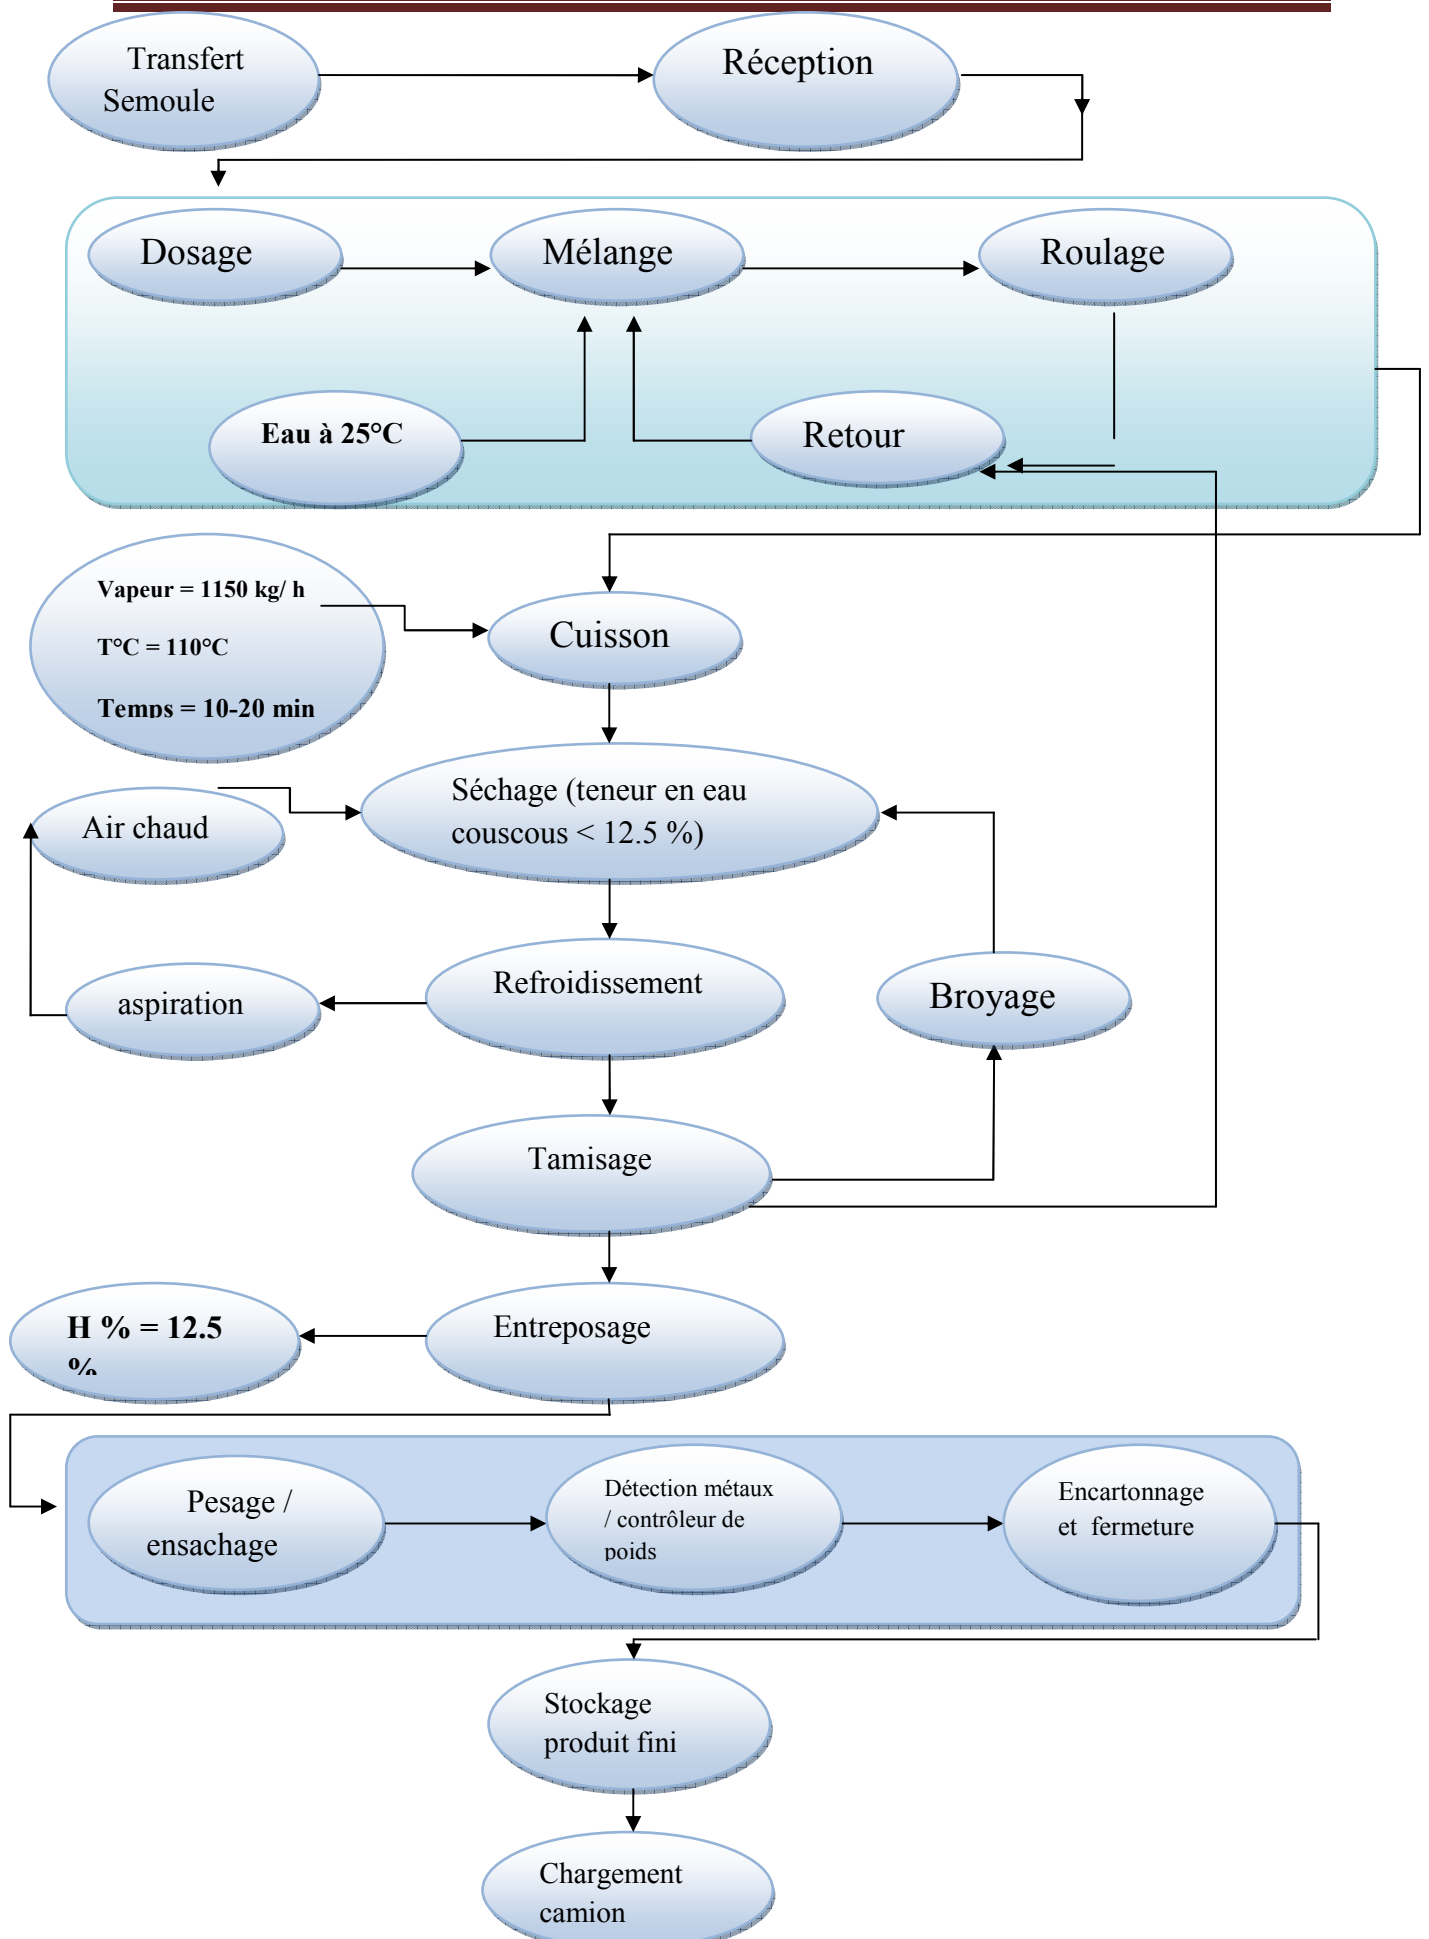 Transfert
Semoule
Réception
Dosage
Mélange
Roulage
Eau à 25°C
Retour
Vapeur = 1150 kg/ h
T°C = 110°C
Temps = 10-20 min
Cuisson
Séchage (teneur en eau
couscous < 12.5 %)
Air chaud
Refroidissement
aspiration
Broyage
Tamisage
H % = 12.5
%
Entreposage
Pesage /
ensachage
Détection métaux
/ contrôleur de
poids
Encartonnage
et  fermeture
Stockage
produit fini
Chargement
camion